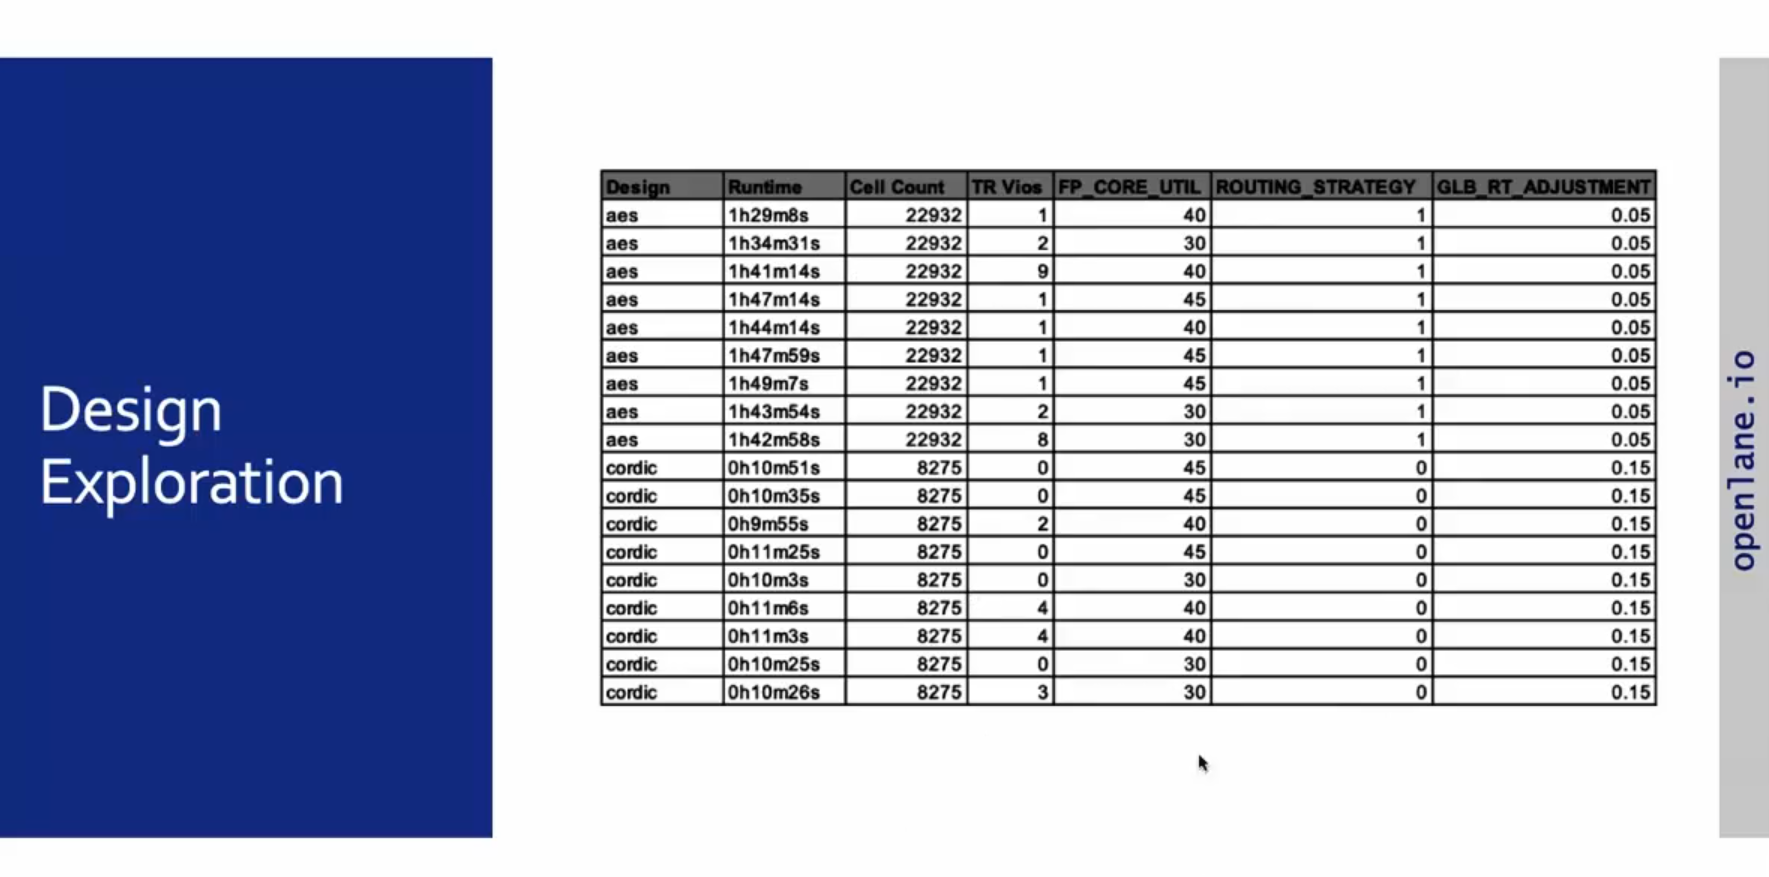 Design
Exploration
Design Runtime Cell Count TR Vios FP_CORE_UTIL ROUTING_STRATEGY GLB_RT_ADJUSTMENT
aes 1h29m8s 22932 1 40 1 0.05
aes 1h34m31s 22932 2 30 1 0.05
aes 1h41m14s 22932 9 40 1 0.05
aes 1h47m14s 22932 1 45 1 0.05
aes 1h44m14s 22932 1 40 1 0.05
aes 1h47m59s 22932 1 45 1 0.05
aes 1h49m7s 22932 1 45 1 0.05
aes 1h43m54s 22932 2 30 1 0.05
aes 1h42m58s 22932 8 30 1 0.05
cordic 0h10m51s 8275 0 45 0 0.15
cordic 0h10m35s 8275 0 45 0 0.15
cordic 0h9m55s 8275 2 40 0 0.15
cordic 0h11m25s 8275 0 45 0 0.15
cordic 0h10m3s 8275 0 30 0 0.15
cordic 0h11m6s 8275 4 40 0 0.15
cordic 0h11m3s 8275 4 40 0 0.15
cordic 0h10m25s 8275 0 30 0 0.15
cordic 0h10m26s 8275 3 30 0 0.15
openlane.io